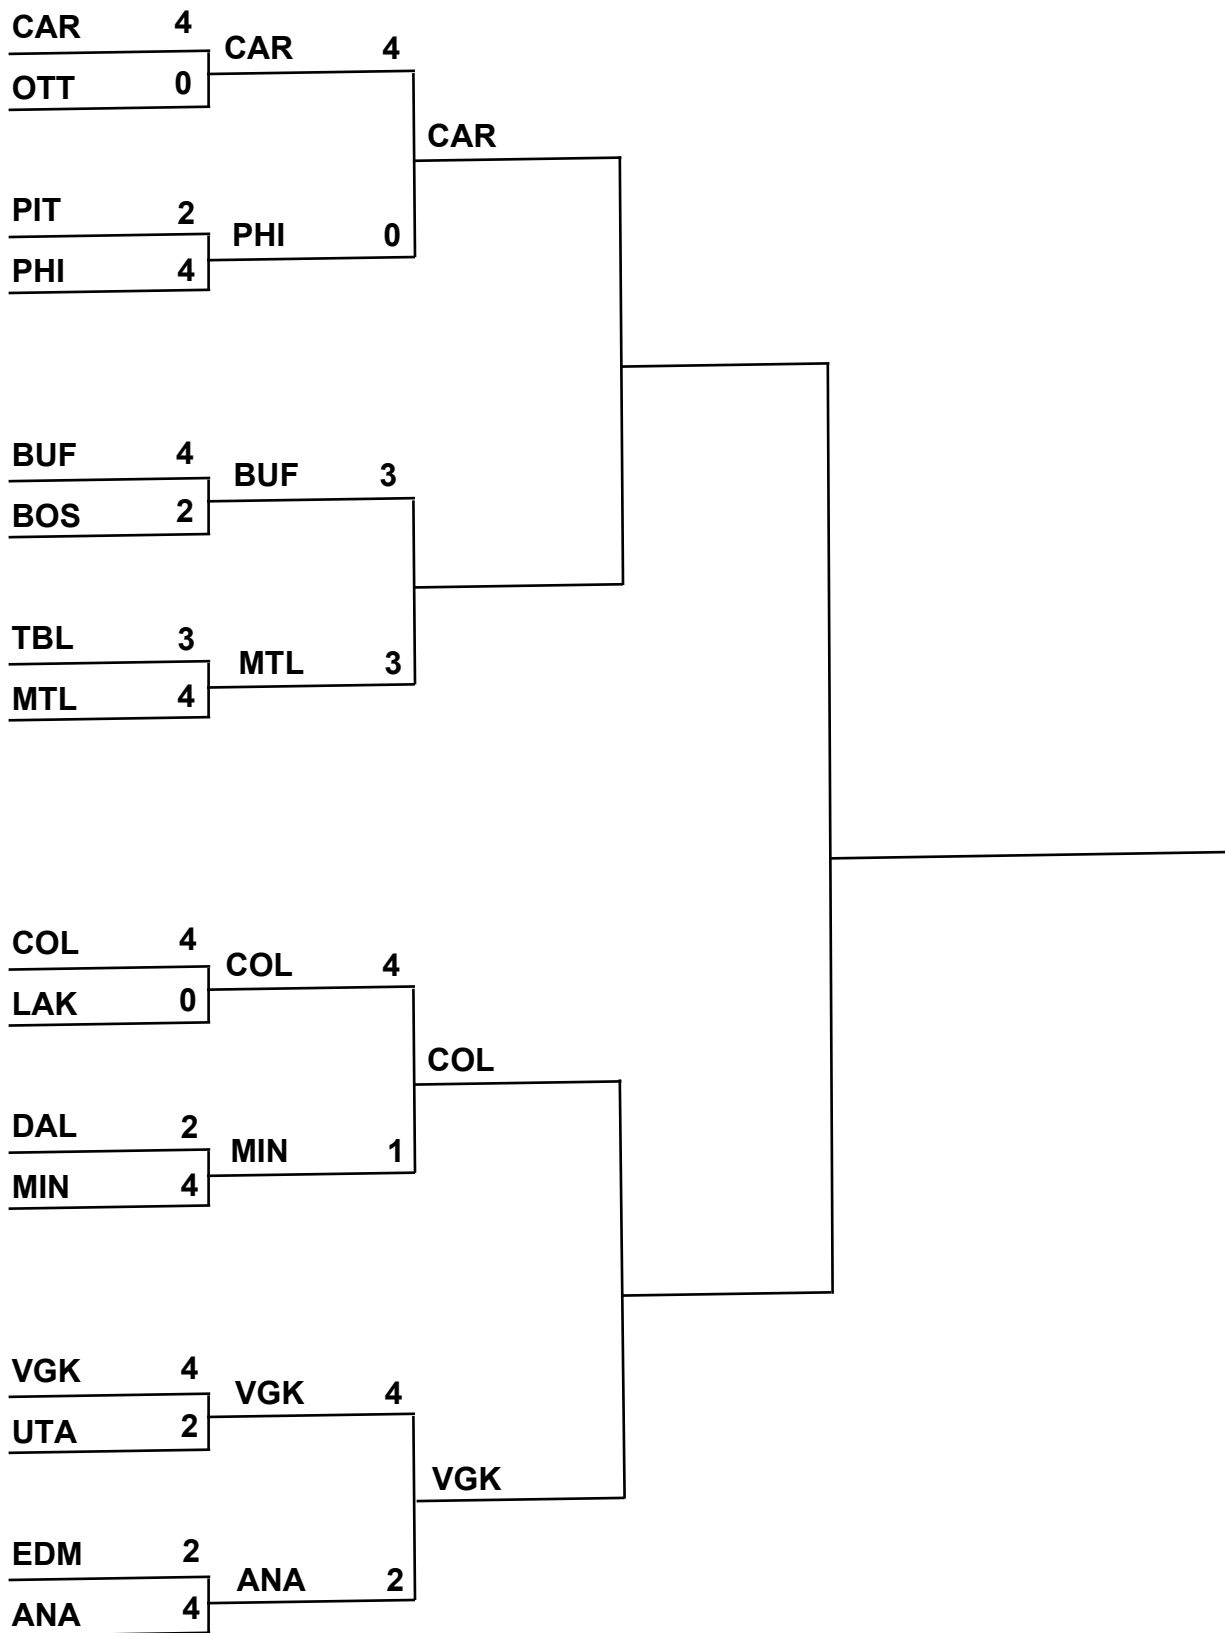 CAR 4
OTT 0
CAR 4
PIT 2
PHI 4
PHI 0
CAR
BUF 4
BOS 2
BUF 3
TBL 3
MTL 4
MTL 3
COL 4
LAK 0
COL 4
DAL 2
MIN 4
MIN 1
COL
VGK 4
UTA 2
VGK 4
EDM 2
ANA 4
ANA 2
VGK